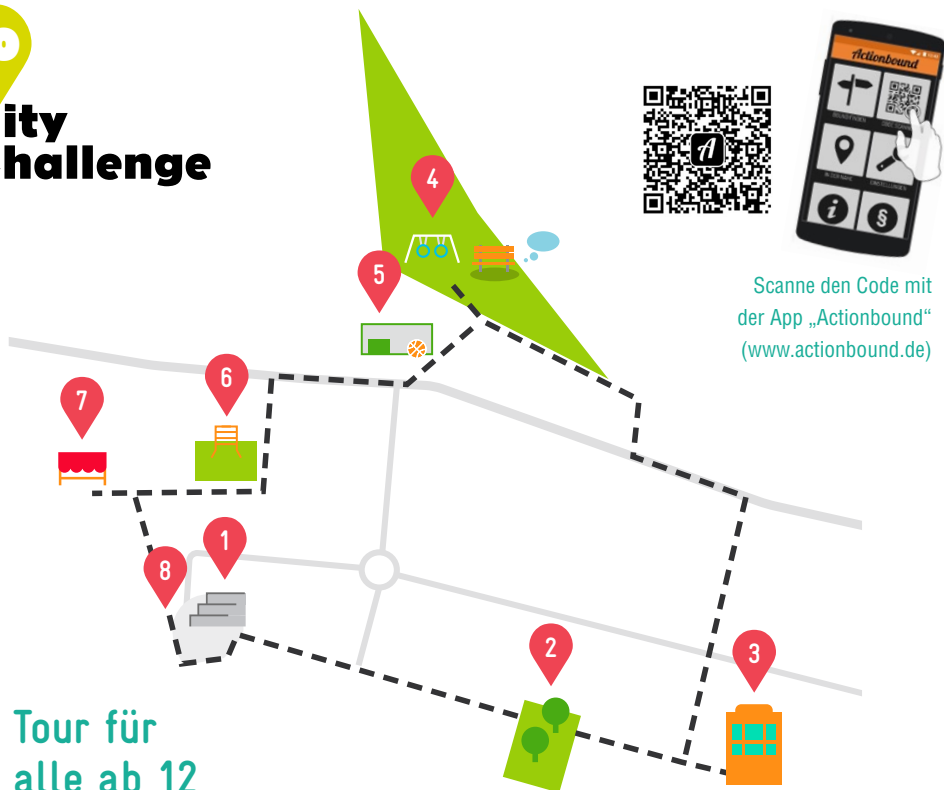 ity
hallenge
Actionbound
Scanne den Code mit
der App „Actionbound“
(www.actionbound.de)
4
5
6
7
1
8
2
3
Tour für
alle ab 12